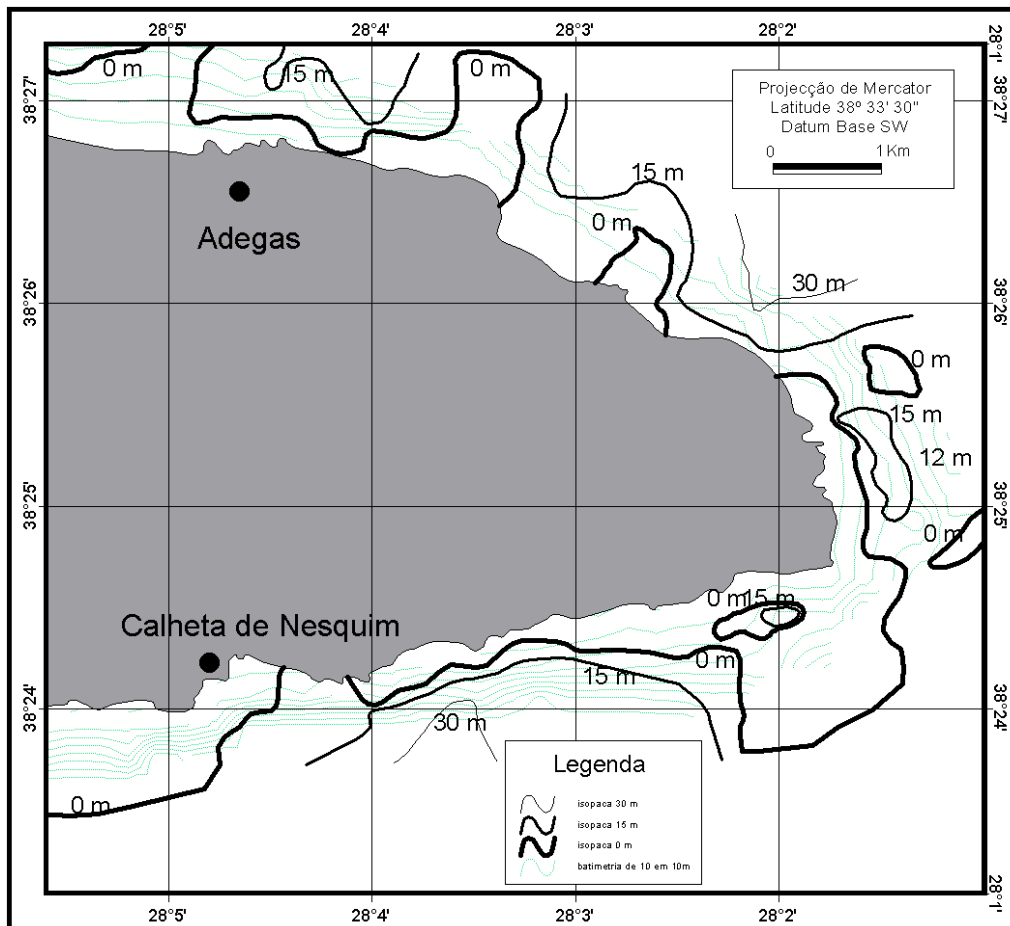 28°5'
28°4'
28°3'
28°2'
28°1'
0 m
15 m
0 m
38°27'
38°27'
Projecção de Mercator
Latitude 38º 33' 30"
Datum Base SW
0
1Km
15 m
0 m
Adegas
30 m
38°26'
38°26'
0 m
15 m
12 m
38°25'
38°25'
0 m
0 m
15 m
Calheta de Nesquim
0 m
15 m
38°24'
38°24'
30 m
0 m
Legenda
isopaca 30 m
isopaca 15 m
isopaca 0 m
batimetria de 10 em 10m
28°1'
28°5'
28°4'
28°3'
28°2'